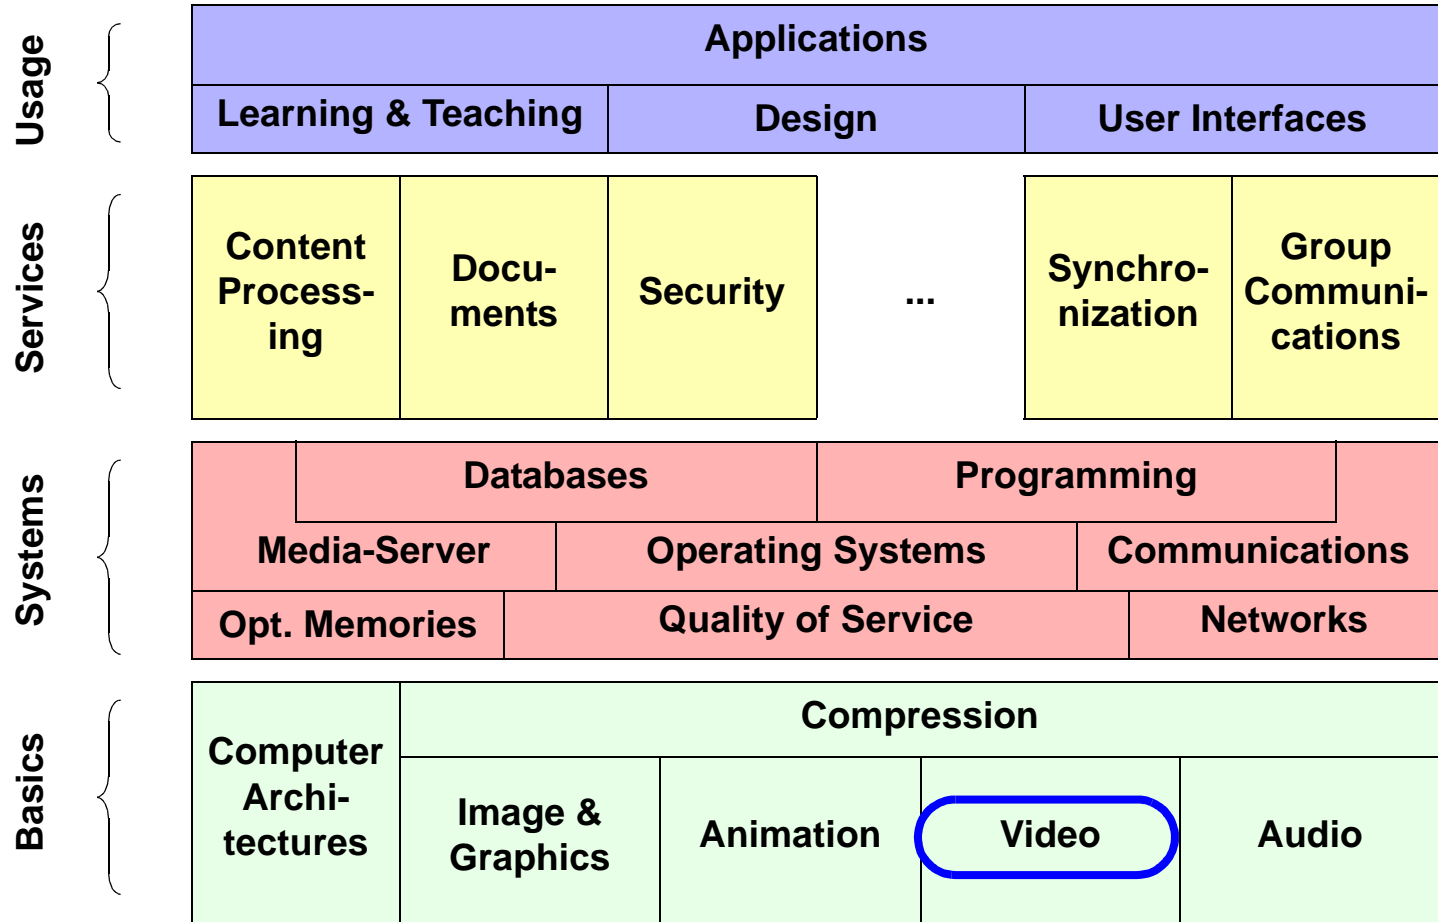 Usage
Applications
Learning & Teaching
Design
User Interfaces
Services
Content
Process-
ing
Docu-
ments
Security
...
Synchro-
nization
Group
Communi-
cations
Systems
Databases
Programming
Media-Server
Operating Systems
Communications
Opt. Memories
Quality of Service
Networks
Basics
Computer
Archi-
tectures
Compression
Image &
Graphics
Animation
Video
Audio